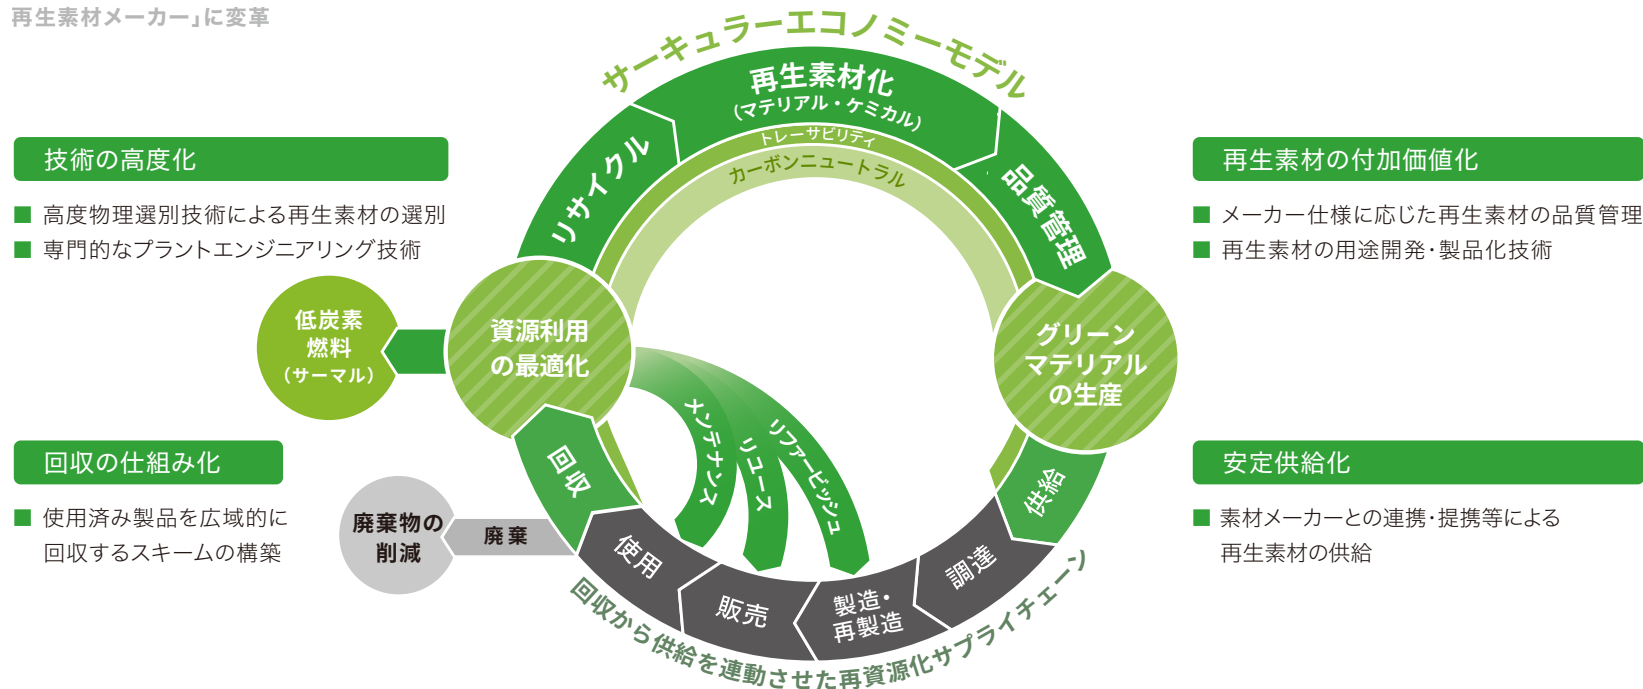 再生素材メーカー」に変革
サーキュラーエコノミーモデル
再生素材化
（マテリアル・ケミカル）
トレーサビリティ
カーボンニュートラル
リサイクル
品質管理
技術の高度化
■ 高度物理選別技術による再生素材の選別
■ 専門的なプラントエンジニアリング技術
再生素材の付加価値化
■ メーカー仕様に応じた再生素材の品質管理
■ 再生素材の用途開発・製品化技術
低炭素
燃料
（サーマル）
資源利用
の最適化
グリーン
マテリアル
の生産
メンテナンス
リユース
リファービッシュ
回収の仕組み化
■ 使用済み製品を広域的に
回収するスキームの構築
回収
廃棄物の
削減
廃棄
使用
販売
製造・
再製造
調達
供給
安定供給化
■ 素材メーカーとの連携・提携等による
再生素材の供給
回収から供給を連動させた再資源化サプライチェーン